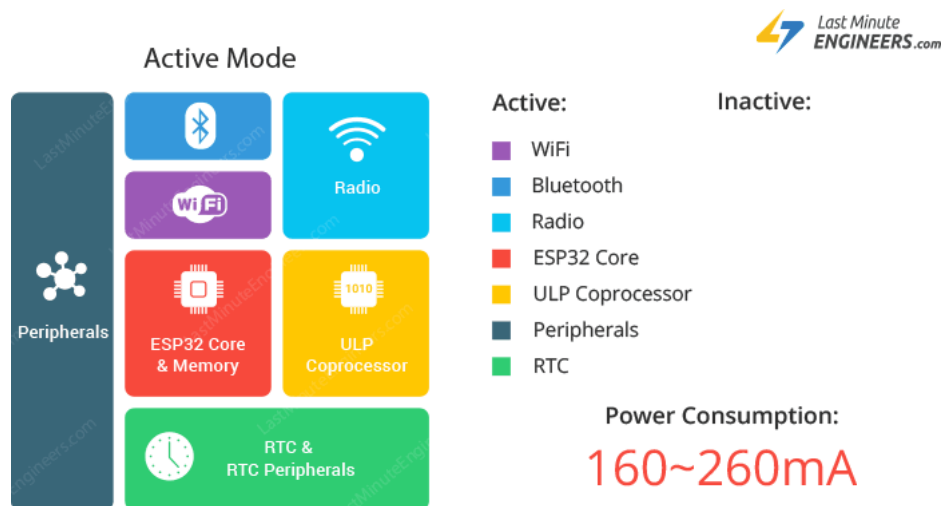 Last Minute
ENGINEERS.com
Active Mode
Active:
Inactive:
WiFi
Bluetooth
Radio
ESP32 Core
ULP Coprocessor
Peripherals
RTC
Power Consumption:
160~260mA
Peripherals
WiFi
Radio
ESP32 Core
& Memory
1010
ULP
Coprocessor
RTC &
RTC Peripherals